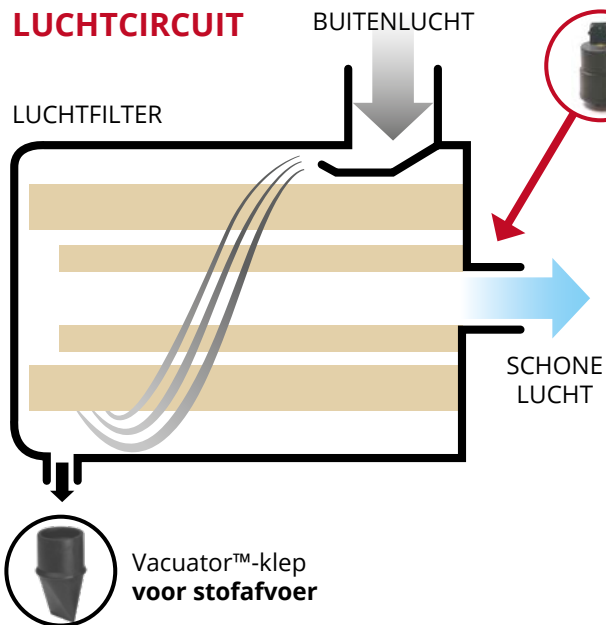 LUCHTCIRCUIT
BUITENLUCHT
LUCHTFILTER
SCHONE
LUCHT
Vacuator™-klep
voor stofafvoer